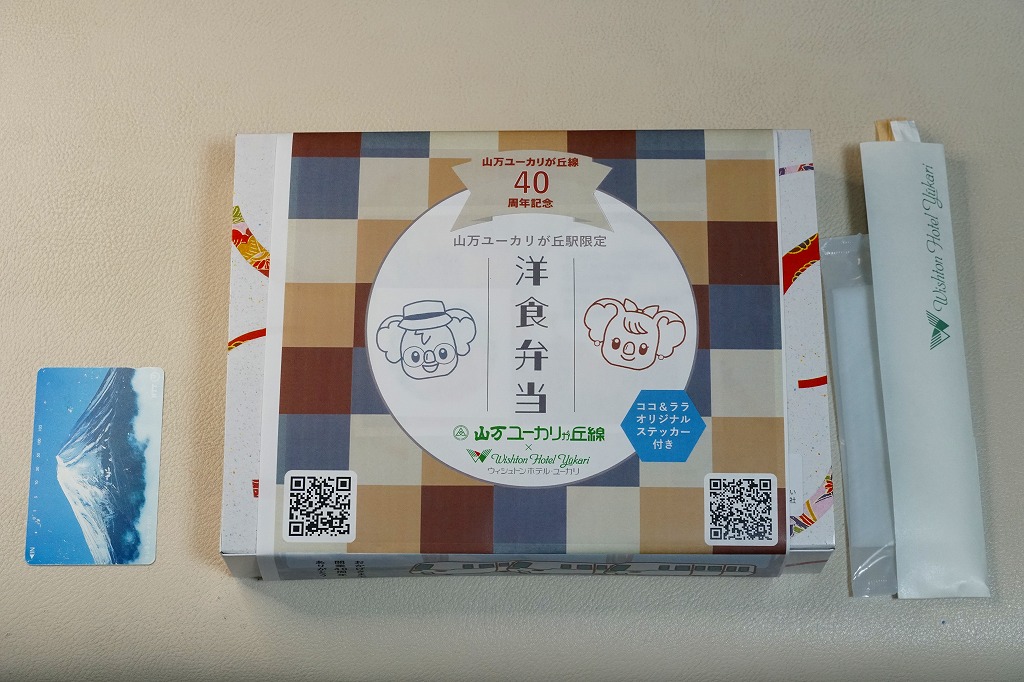 山万ユーカリが丘線
40
周年記念
山万ユーカリが丘駅限定
洋食弁当
ココ&ララ
オリジナル
ステッカー
付き
山万ユーカリが丘線
×
Wishton Hotel Yūkari
ウィシュトンホテル・ユーカリ
Wishton Hotel Yūkari